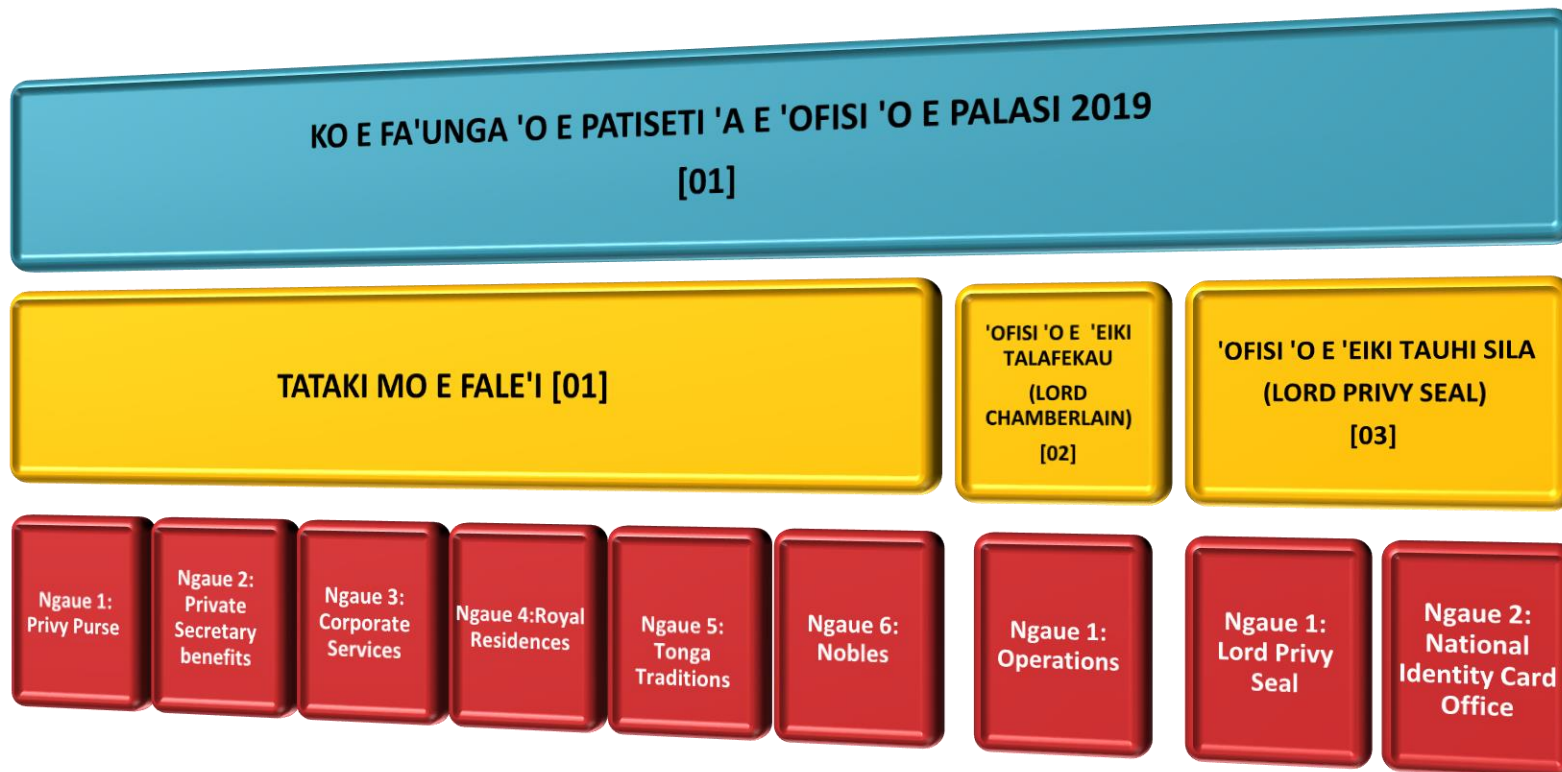 KO E FA'UNGA 'O E PATISETI 'A E 'OFISI 'O E PALASI 2019
[01]
TATAKI MO E FALE'I [01]
'OFISI 'O E 'EIKI
TALAFEKAU
(LORD
CHAMBERLAIN)
[02]
'OFISI 'O E 'EIKI TAUHI SILA
(LORD PRIVY SEAL)
[03]
Ngaue 1:
Privy Purse
Ngaue 2:
Private
Secretary
benefits
Ngaue 3:
Corporate
Services
Ngaue 4:Royal
Residences
Ngaue 5:
Tonga
Traditions
Ngaue 6:
Nobles
Ngaue 1:
Operations
Ngaue 1:
Lord Privy
Seal
Ngaue 2:
National
Identity Card
Office